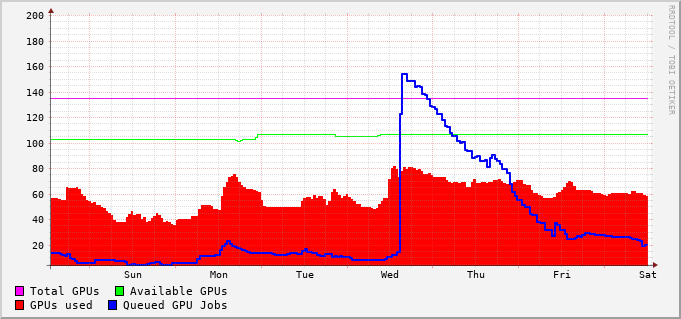 200
180
160
140
120
100
80
60
40
20
Sun Mon Tue Wed Thu Fri Sat
Total GPUs Available GPUs
GPUs used Queued GPU Jobs
RRDTOOL / TOBI OETIKER